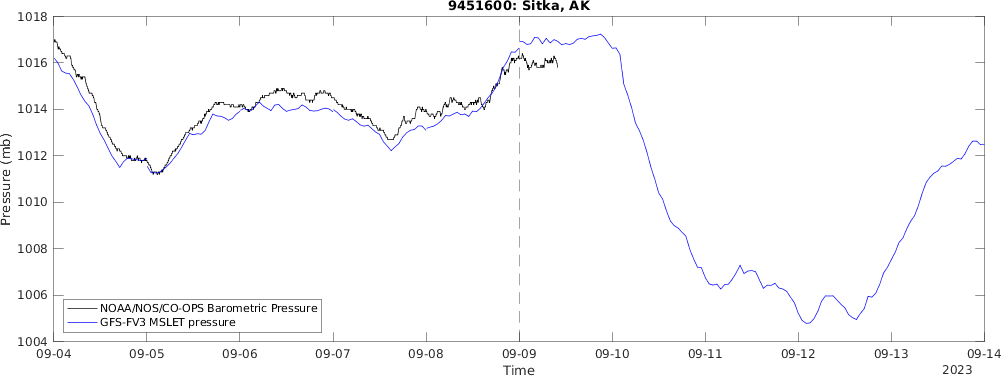 9451600: Sitka, AK
Pressure (mb)
1018
1016
1014
1012
1010
1008
1006
1004
NOAA/NOS/CO-OPS Barometric Pressure
GFS-FV3 MSLET pressure
09-04 09-05 09-06 09-07 09-08 09-09 09-10 09-11 09-12 09-13 09-14
Time
2023